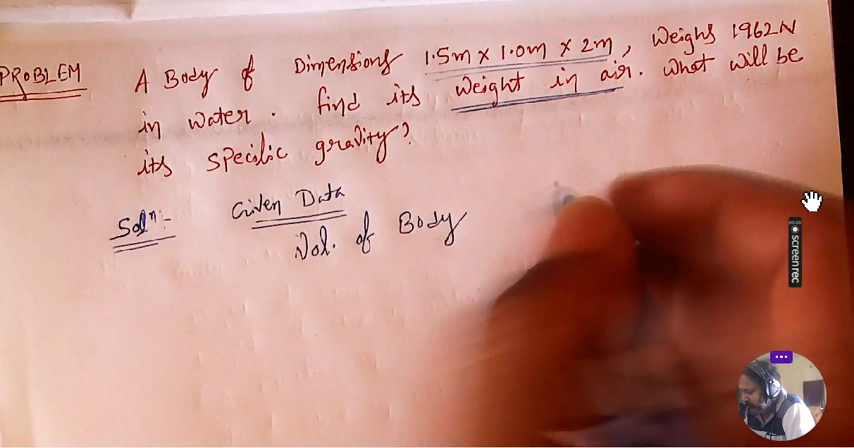 PROBLEM A Body of Dimensions 1.5m x 1.0m x 2m, Weighs 1962N
in water. find its weight in air. What will be
its specific gravity?
Solⁿ:- Given Data
Vol. of Body
screenrec